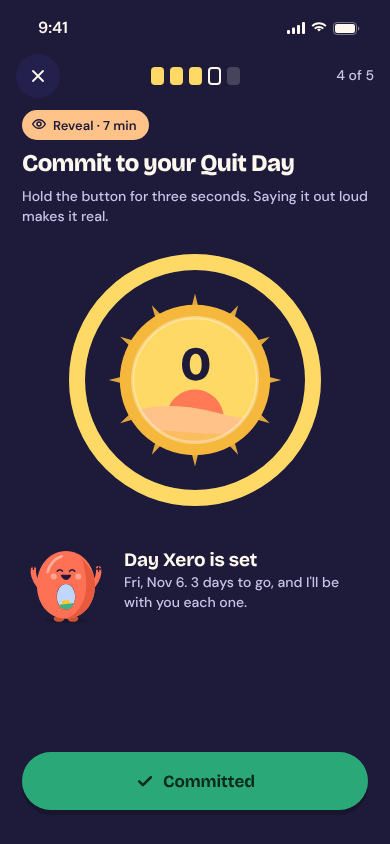 9:41
4 of 5
Reveal · 7 min
Commit to your Quit Day
Hold the button for three seconds. Saying it out loud
makes it real.
0
Day Xero is set
Fri, Nov 6. 3 days to go, and I'll be
with you each one.
Committed